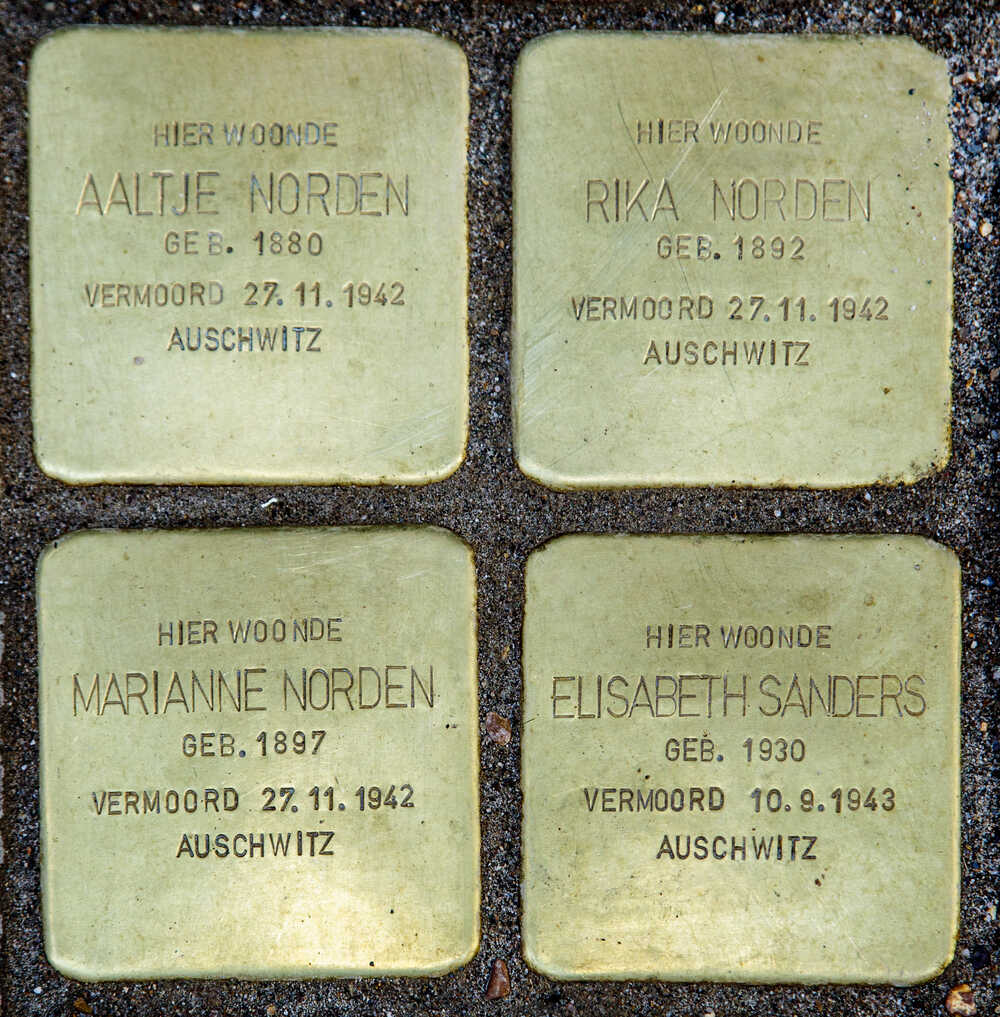 HIER WOONDE
AALTJE NORDEN
GEB. 1880
VERMOORD 27.11.1942
AUSCHWITZ
HIER WOONDE
RIKA NORDEN
GEB. 1892
VERMOORD 27.11.1942
AUSCHWITZ
HIER WOONDE
MARIANNE NORDEN
GEB. 1897
VERMOORD 27.11.1942
AUSCHWITZ
HIER WOONDE
ELISABETH SANDERS
GEB. 1930
VERMOORD 10.9.1943
AUSCHWITZ